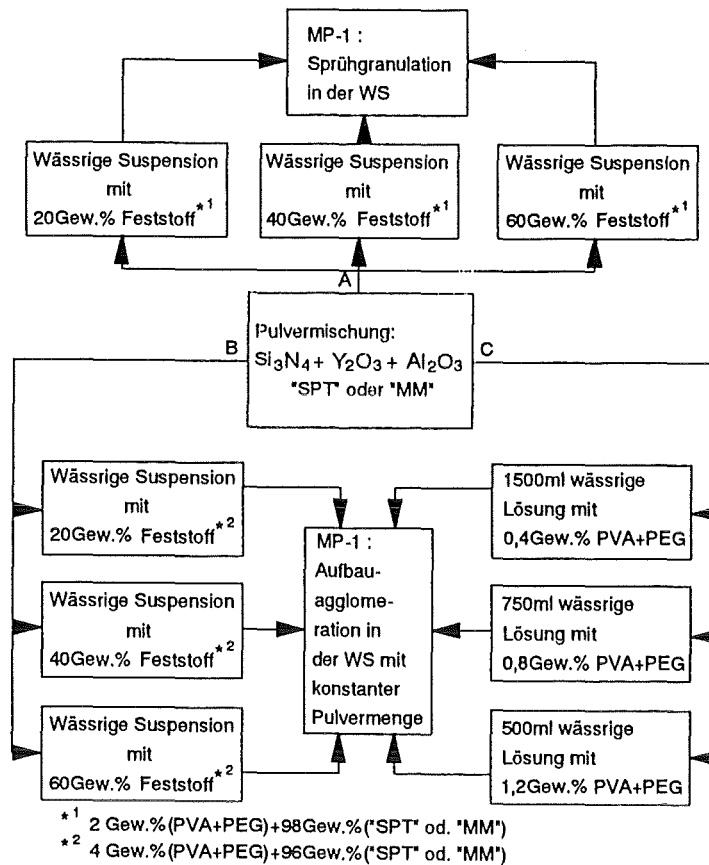 MP-1 :
Sprühgranulation
in der WS
Wässrige Suspension
mit
20Gew.% Feststoff*1
Wässrige Suspension
mit
40Gew.% Feststoff*1
Wässrige Suspension
mit
60Gew.% Feststoff*1
A
B
Pulvermischung:
Si3N4 + Y2O3 + Al2O3
"SPT" oder "MM"
C
Wässrige Suspension
mit
20Gew.% Feststoff*2
Wässrige Suspension
mit
40Gew.% Feststoff*2
Wässrige Suspension
mit
60Gew.% Feststoff*2
MP-1 :
Aufbau-
agglome-
ration in
der WS mit
konstanter
Pulvermenge
1500ml wässrige
Lösung mit
0,4Gew.% PVA+PEG
750ml wässrige
Lösung mit
0,8Gew.% PVA+PEG
500ml wässrige
Lösung mit
1,2Gew.% PVA+PEG
*1 2 Gew.%(PVA+PEG)+98Gew.%("SPT" od. "MM")
*2 4 Gew.%(PVA+PEG)+96Gew.%("SPT" od. "MM")